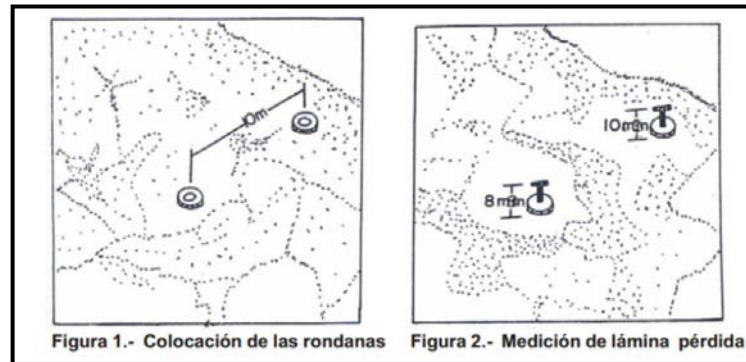 10m
10mm
8mm
Figura 1.- Colocación de las rondanas
Figura 2.- Medición de lámina pérdida